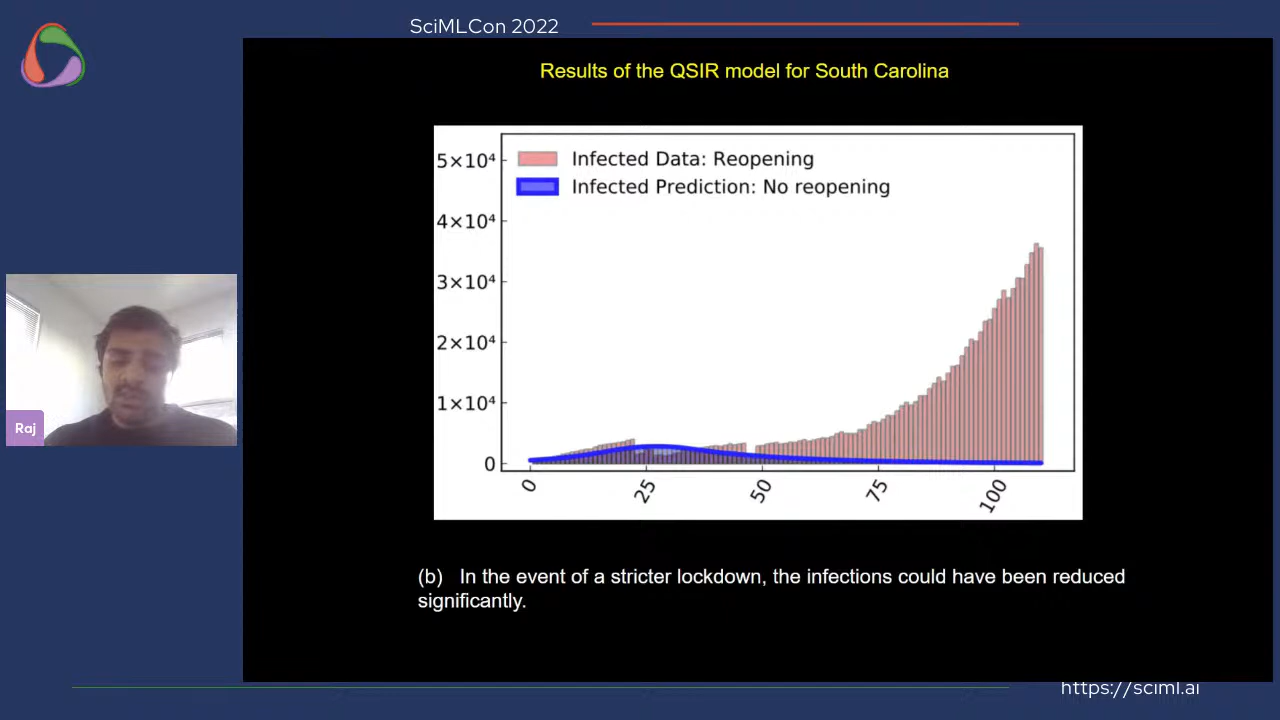 SciMLCon 2022
Results of the QSIR model for South Carolina
Infected Data: Reopening
Infected Prediction: No reopening
5×10⁴
4×10⁴
3×10⁴
2×10⁴
1×10⁴
0
0
25
50
75
100
Raj
(b) In the event of a stricter lockdown, the infections could have been reduced
significantly.
https://sciml.ai